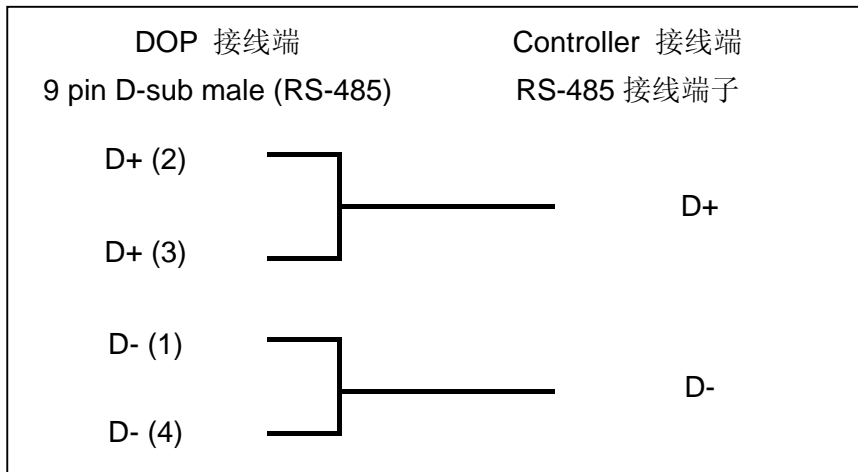 DOP 接线端 Controller 接线端
9 pin D-sub male (RS-485) RS-485 接线端子
D+ (2)
D+
D+ (3)
D- (1)
D-
D- (4)